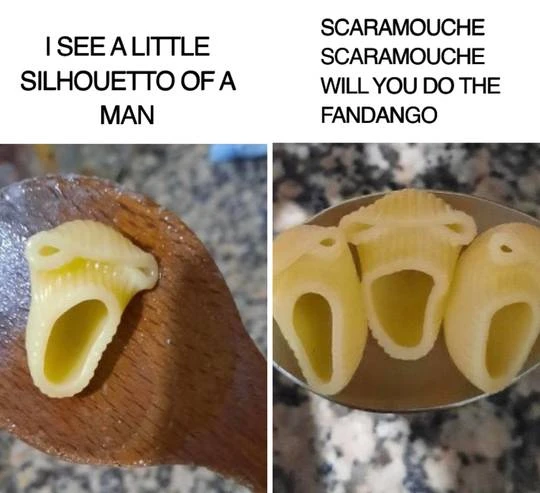 I SEE A LITTLE
SILHOUETTO OF A
MAN
SCARAMOUCHE
SCARAMOUCHE
WILL YOU DO THE
FANDANGO